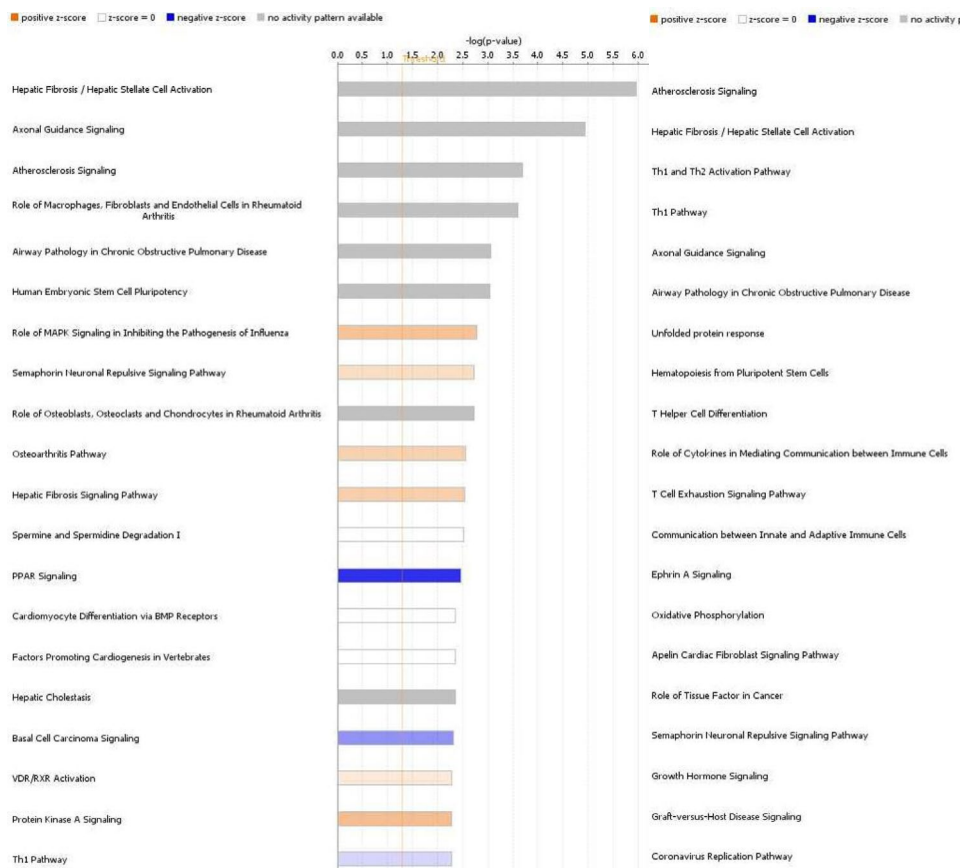 positive z-score z-score = 0 negative z-score no activity pattern available
-log(p-value)
0.0 0.5 1.0 1.5 2.0 2.5 3.0 3.5 4.0 4.5 5.0 5.5 6.0
Threshold
Hepatic Fibrosis / Hepatic Stellate Cell Activation
Axonal Guidance Signaling
Atherosclerosis Signaling
Role of Macrophages, Fibroblasts and Endothelial Cells in Rheumatoid
Arthritis
Airway Pathology in Chronic Obstructive Pulmonary Disease
Human Embryonic Stem Cell Pluripotency
Role of MAPK Signaling in Inhibiting the Pathogenesis of Influenza
Semaphorin Neuronal Repulsive Signaling Pathway
Role of Osteoblasts, Osteoclasts and Chondrocytes in Rheumatoid Arthritis
Osteoarthritis Pathway
Hepatic Fibrosis Signaling Pathway
Spermine and Spermidine Degradation I
PPAR Signaling
Cardiomyocyte Differentiation via BMP Receptors
Factors Promoting Cardiogenesis in Vertebrates
Hepatic Cholestasis
Basal Cell Carcinoma Signaling
VDR/RXR Activation
Protein Kinase A Signaling
Th1 Pathway
positive z-score z-score = 0 negative z-score no activity p
Atherosclerosis Signaling
Hepatic Fibrosis / Hepatic Stellate Cell Activation
Th1 and Th2 Activation Pathway
Th1 Pathway
Axonal Guidance Signaling
Airway Pathology in Chronic Obstructive Pulmonary Disease
Unfolded protein response
Hematopoiesis from Pluripotent Stem Cells
T Helper Cell Differentiation
Role of Cytokines in Mediating Communication between Immune Cells
T Cell Exhaustion Signaling Pathway
Communication between Innate and Adaptive Immune Cells
Ephrin A Signaling
Oxidative Phosphorylation
Apelin Cardiac Fibroblast Signaling Pathway
Role of Tissue Factor in Cancer
Semaphorin Neuronal Repulsive Signaling Pathway
Growth Hormone Signaling
Graft-versus-Host Disease Signaling
Coronavirus Replication Pathway